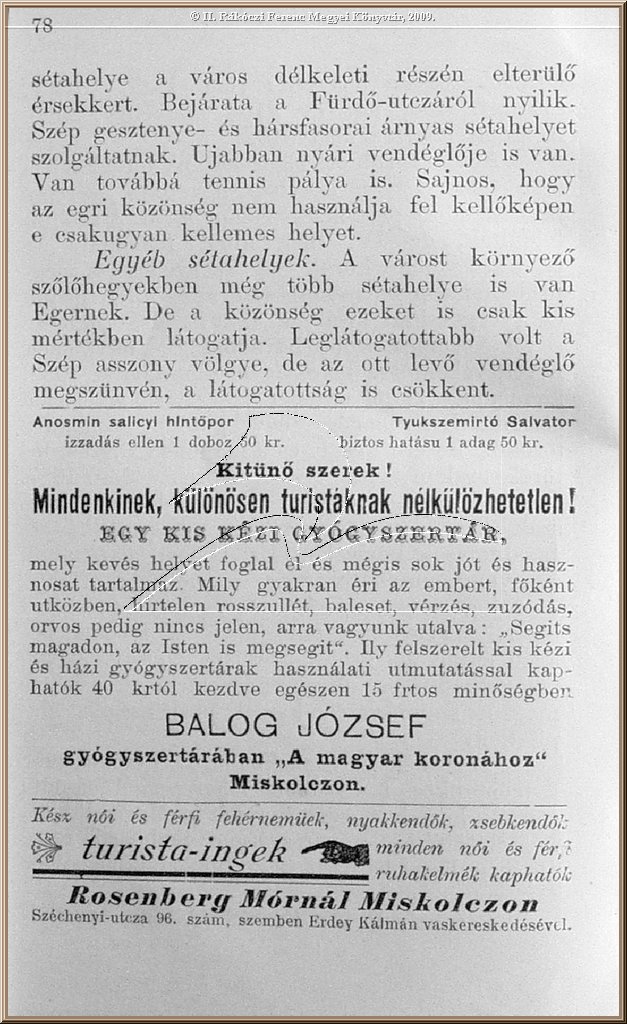 © II. Rákóczi Ferenc Megyei Könyvtár, 2009.
78
sétahelye a város délkeleti részén elterülő
érsekkert. Bejárata a Fürdő-utczáról nyilik.
Szép gesztenye- és hársfasorai árnyas sétahelyet
szolgáltatnak. Ujabban nyári vendéglője is van.
Van továbbá tennis pálya is. Sajnos, hogy
az egri közönség nem használja fel kellőképen
e csakugyan kellemes helyet.
Egyéb sétahelyek. A várost környező
szőlőhegyekben még több sétahelye is van
Egernek. De a közönség ezeket is csak kis
mértékben látogatja. Leglátogatottabb volt a
Szép asszony völgye, de az ott levő vendéglő
megszünvén, a látogatottság is csökkent.
Anosmin salicyl hintőpor
izzadás ellen 1 doboz 50 kr.
Tyukszemirtó Salvator
biztos hatásu 1 adag 50 kr.
Kitünő szerek!
Mindenkinek, különösen turistáknak nélkülözhetetlen!
EGY KIS KÉZI GYÓGYSZERTÁR,
mely kevés helyet foglal el és mégis sok jót és hasz-
nosat tartalmaz. Mily gyakran éri az embert, főként
utközben, hirtelen rosszullét, baleset, vérzés, zuzódás,
orvos pedig nincs jelen, arra vagyunk utalva: „Segits
magadon, az Isten is megsegit“. Ily felszerelt kis kézi
és házi gyógyszertárak használati utmutatással kap-
hatók 40 krtól kezdve egészen 15 frtos minőségben
BALOG JÓZSEF
gyógyszertárában „A magyar koronához“
Miskolczon.
Kész női és férfi fehérnemüek, nyakkendők, zsebkendők
turista-ingek
minden női és férfi
ruhakelmék kaphatók
Rosenberg Mórnál Miskolczon
Széchenyi-utcza 96. szám, szemben Erdey Kálmán vaskereskedésével.